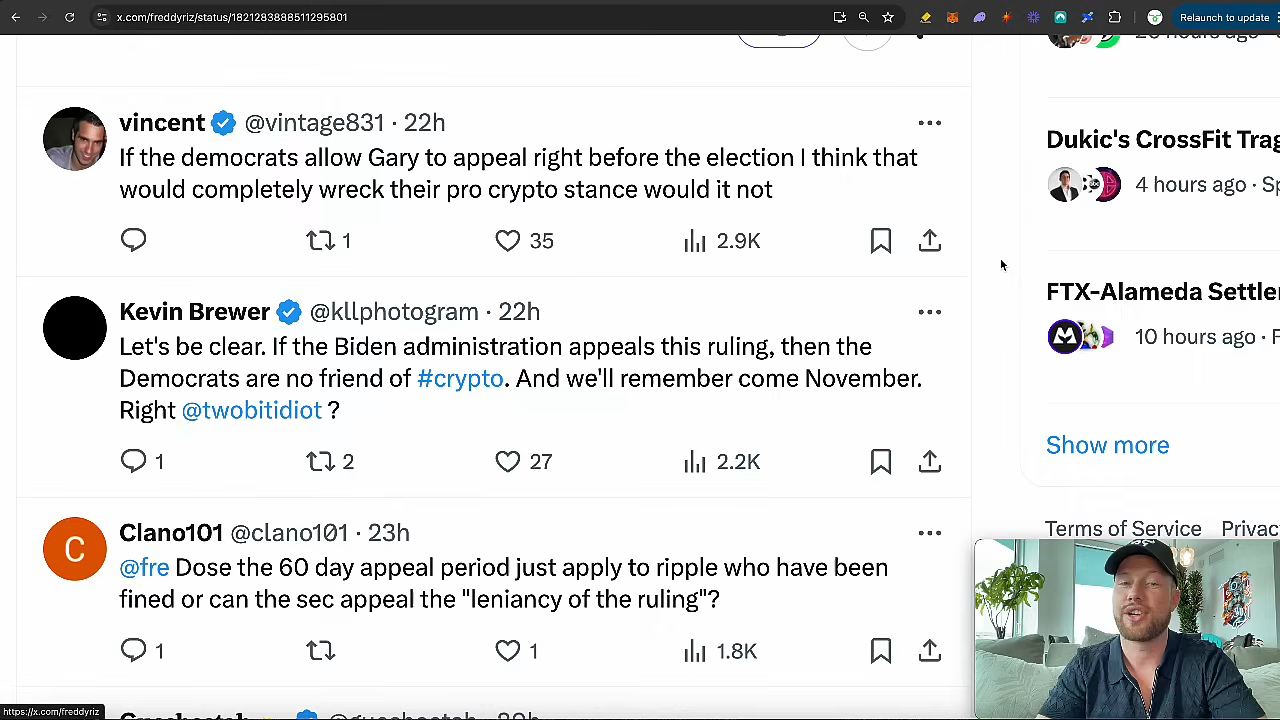 x.com/freddyriz/status/1821283888511295801
Relaunch to update
vincent @vintage831 · 22h
If the democrats allow Gary to appeal right before the election I think that
would completely wreck their pro crypto stance would it not
1 35 2.9K
Kevin Brewer @kllphotogram · 22h
Let's be clear. If the Biden administration appeals this ruling, then the
Democrats are no friend of #crypto. And we'll remember come November.
Right @twobitidiot ?
1 2 27 2.2K
Clano101 @clano101 · 23h
C
@fre Dose the 60 day appeal period just apply to ripple who have been
fined or can the sec appeal the "leniancy of the ruling"?
1 1 1.8K
https://x.com/freddyriz
Dukic's CrossFit Trag
4 hours ago · Sp
FTX-Alameda Settle
10 hours ago · F
Show more
Terms of Service Privac